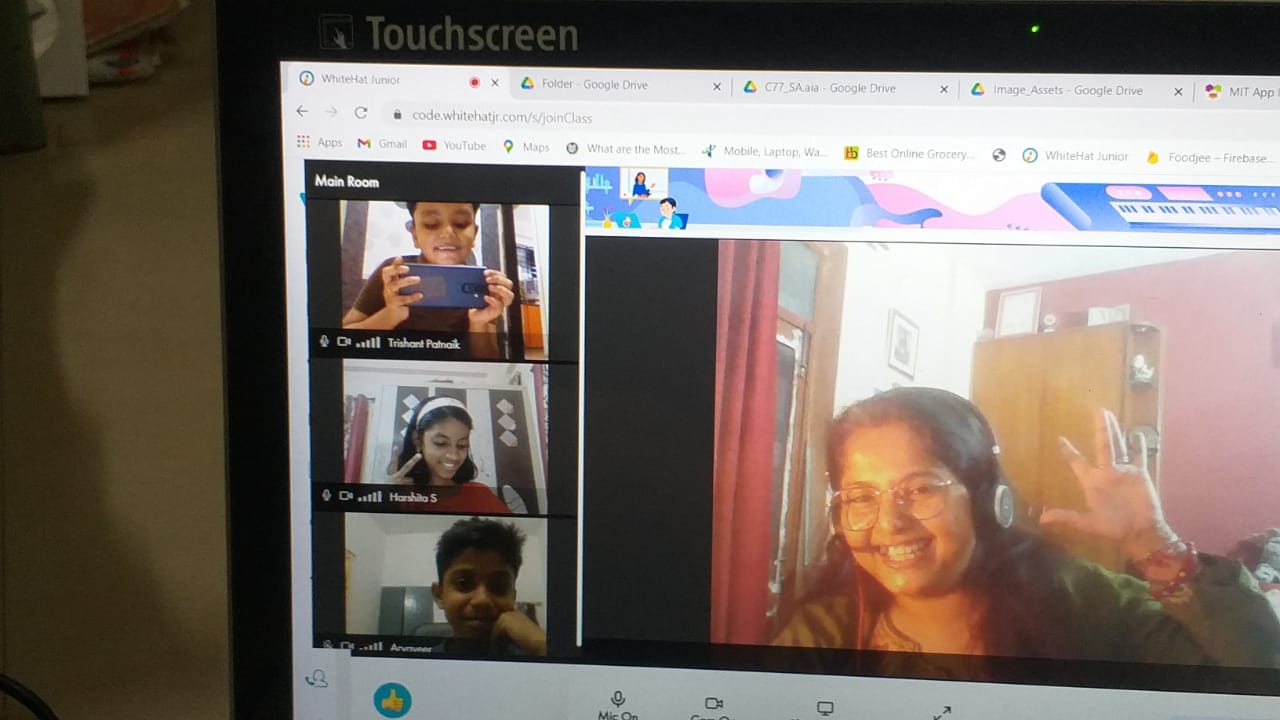 Touchscreen
WhiteHat Junior
Folder - Google Drive
C77_SA.aia - Google Drive
Image_Assets - Google Drive
MIT App I
code.whitehatjr.com/s/joinClass
Apps
Gmail
YouTube
Maps
What are the Most...
Mobile, Laptop, Wa...
bb
Best Online Grocery...
WhiteHat Junior
Foodjee – Firebase...
Main Room
Trishant Patnaik
Harshita S
Aryaveer
Mic On